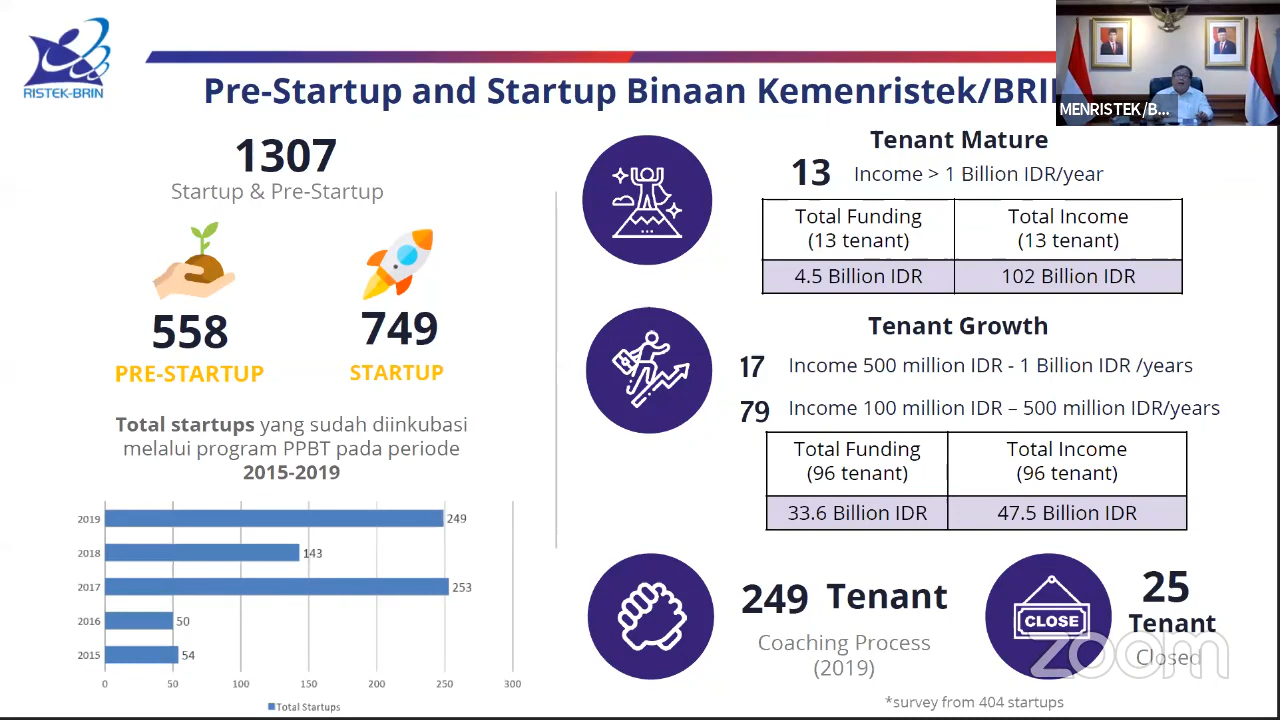 RISTEK-BRIN
Pre-Startup and Startup Binaan Kemenristek/BRI
MENRISTEK/B...
1307
Startup & Pre-Startup
558
PRE-STARTUP
749
STARTUP
Total startups yang sudah diinkubasi
melalui program PPBT pada periode
2015-2019
2019
249
2018
143
2017
253
2016
50
2015
54
0 50 100 150 200 250 300
Total Startups
Tenant Mature
13 Income > 1 Billion IDR/year
Total Funding
(13 tenant)
Total Income
(13 tenant)
4.5 Billion IDR
102 Billion IDR
Tenant Growth
17 Income 500 million IDR - 1 Billion IDR /years
79 Income 100 million IDR – 500 million IDR/years
Total Funding
(96 tenant)
Total Income
(96 tenant)
33.6 Billion IDR
47.5 Billion IDR
249 Tenant
Coaching Process
(2019)
CLOSE
25
Tenant
Closed
zoom
*survey from 404 startups